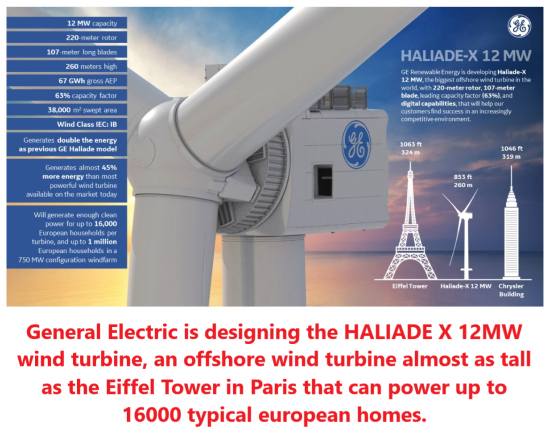 12 MW capacity
220-meter rotor
107-meter long blades
260 meters high
67 GWh gross AEP
63% capacity factor
38,000 m² swept area
Wind Class IEC: IB
Generates double the energy
as previous GE Haliade model
Generates almost 45%
more energy than most
powerful wind turbine
available on the market today
Will generate enough clean
power for up to 16,000
European households per
turbine, and up to 1 million
European households in a
750 MW configuration windfarm
GE
GE
HALIADE-X 12 MW
GE Renewable Energy is developing Haliade-X
12 MW, the biggest offshore wind turbine in the
world, with 220-meter rotor, 107-meter
blade, leading capacity factor (63%), and
digital capabilities, that will help our
customers find success in an increasingly
competitive environment.
1063 ft
324 m
853 ft
260 m
1046 ft
319 m
Eiffel Tower
Haliade-X 12 MW
Chrysler
Building
General Electric is designing the HALIADE X 12MW
wind turbine, an offshore wind turbine almost as tall
as the Eiffel Tower in Paris that can power up to
16000 typical european homes.